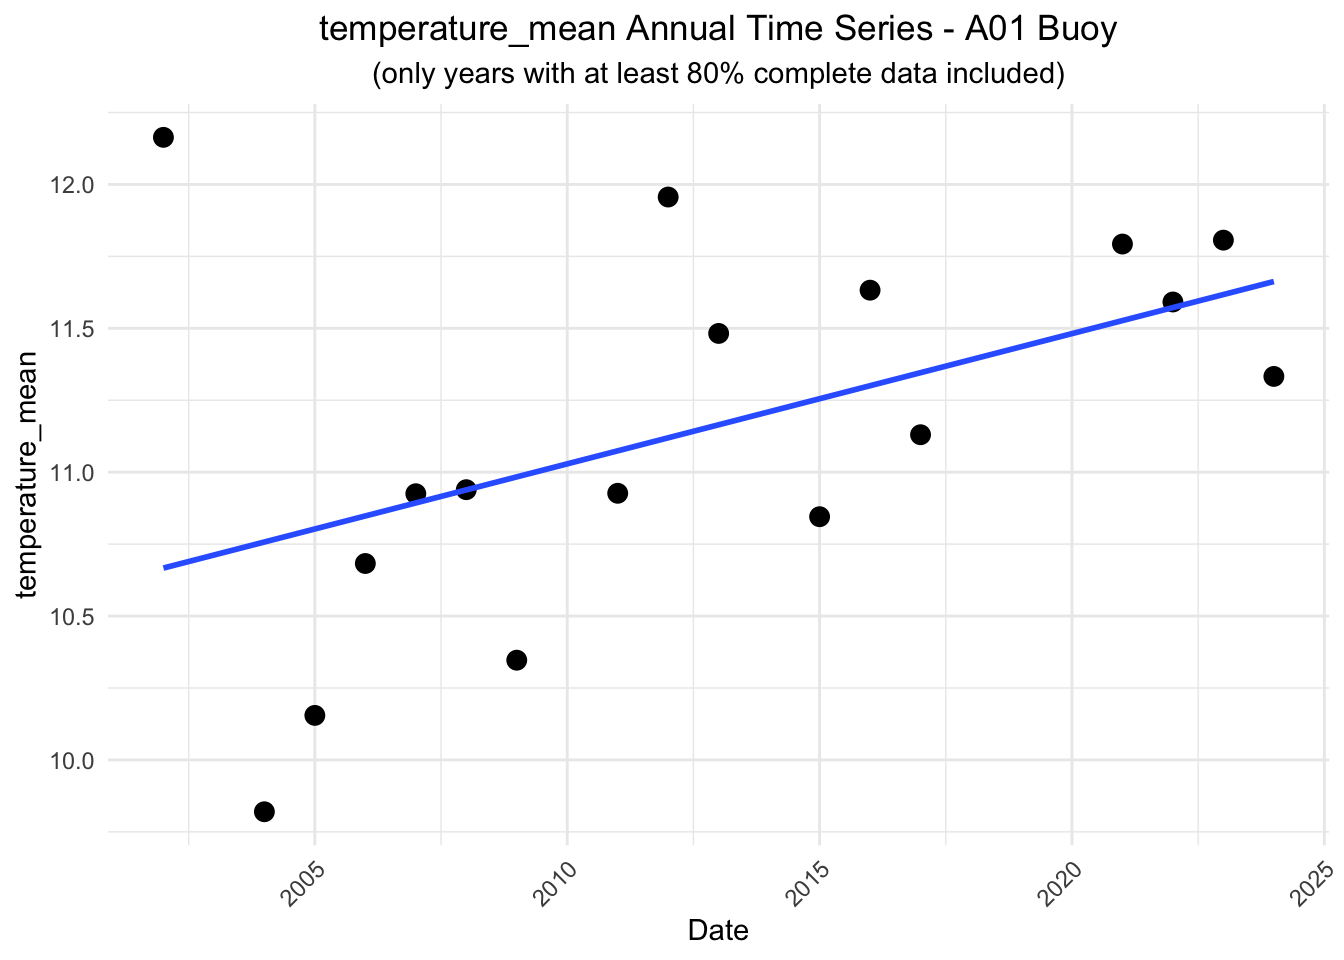 temperature_mean Annual Time Series - A01 Buoy
(only years with at least 80% complete data included)
12.0
11.5
11.0
10.5
10.0
temperature_mean
2005
2010
2015
2020
2025
Date